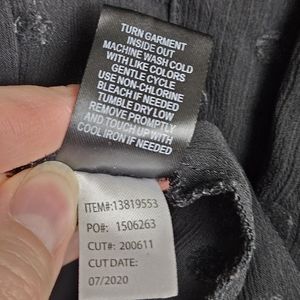 TURN GARMENT
INSIDE OUT
MACHINE WASH COLD
WITH LIKE COLORS
GENTLE CYCLE
USE NON-CHLORINE
BLEACH IF NEEDED
TUMBLE DRY LOW
REMOVE PROMPTLY
AND TOUCH UP WITH
COOL IRON IF NEEDED
ITEM#: 13819553
PO#: 1506263
CUT#: 200611
CUT DATE:
07/2020